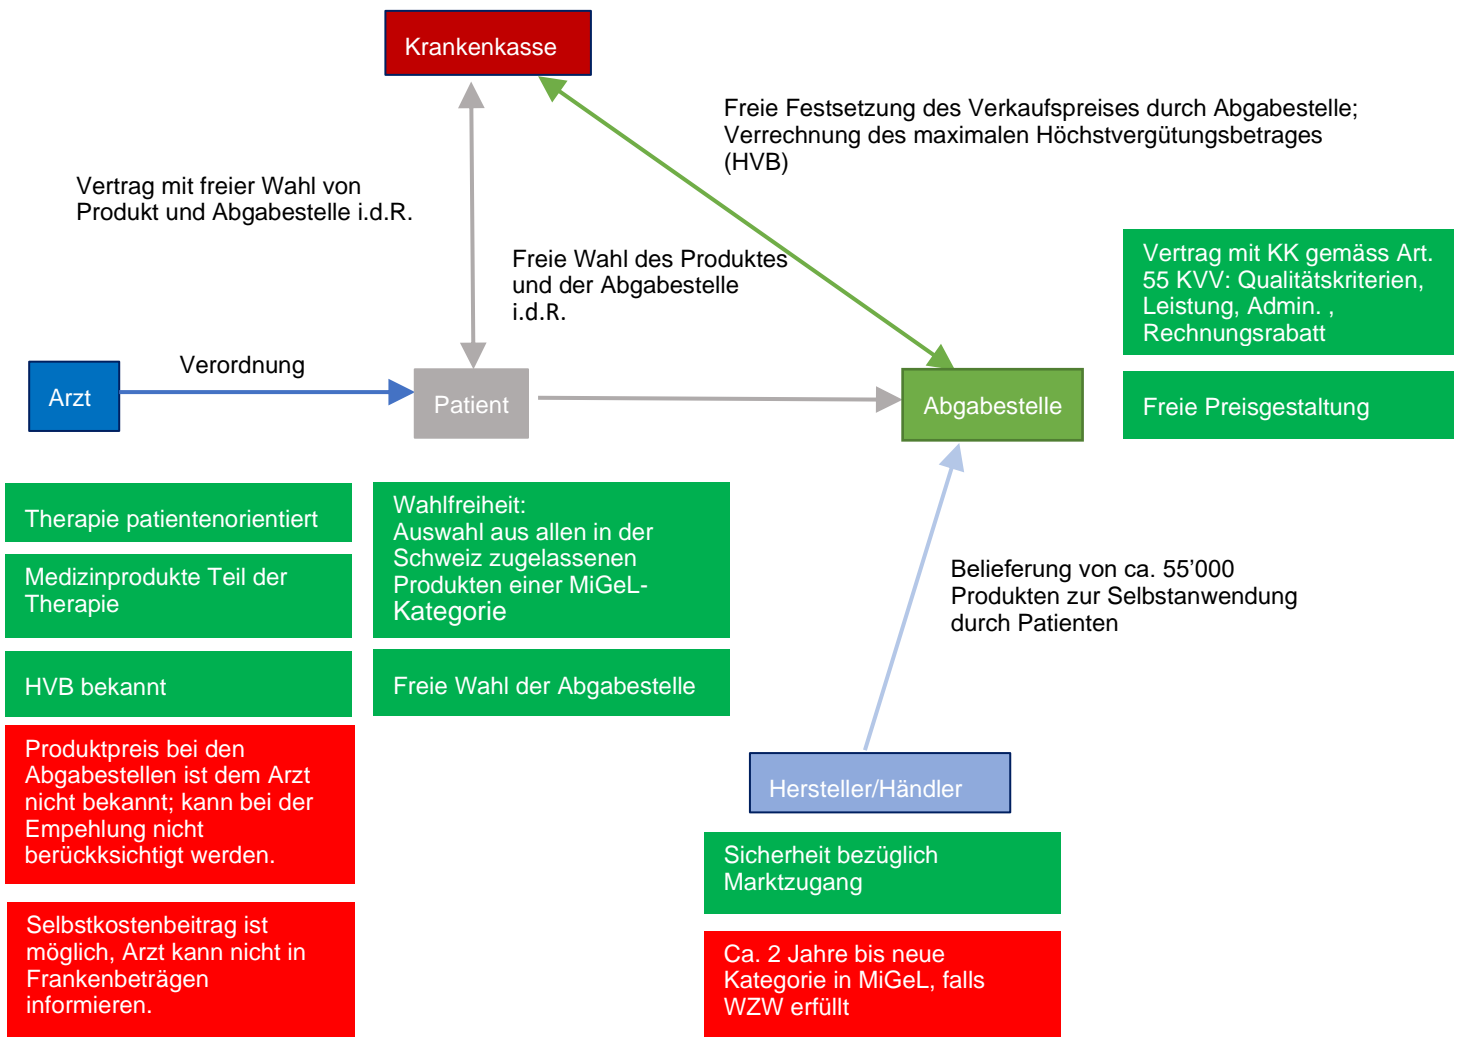 Krankenkasse
Freie Festsetzung des Verkaufspreises durch Abgabestelle;
Verrechnung des maximalen Höchstvergütungsbetrages
(HVB)
Vertrag mit freier Wahl von
Produkt und Abgabestelle i.d.R.
Freie Wahl des Produktes
und der Abgabestelle
i.d.R.
Vertrag mit KK gemäss Art.
55 KVV: Qualitätskriterien,
Leistung, Admin. ,
Rechnungsrabatt
Verordnung
Arzt
Patient
Abgabestelle
Freie Preisgestaltung
Therapie patientenorientiert
Medizinprodukte Teil der
Therapie
HVB bekannt
Produktpreis bei den
Abgabestellen ist dem Arzt
nicht bekannt; kann bei der
Empehlung nicht
berückksichtigt werden.
Selbstkostenbeitrag ist
möglich, Arzt kann nicht in
Frankenbeträgen
informieren.
Wahlfreiheit:
Auswahl aus allen in der
Schweiz zugelassenen
Produkten einer MiGeL-
Kategorie
Freie Wahl der Abgabestelle
Belieferung von ca. 55’000
Produkten zur Selbstanwendung
durch Patienten
Hersteller/Händler
Sicherheit bezüglich
Marktzugang
Ca. 2 Jahre bis neue
Kategorie in MiGeL, falls
WZW erfüllt